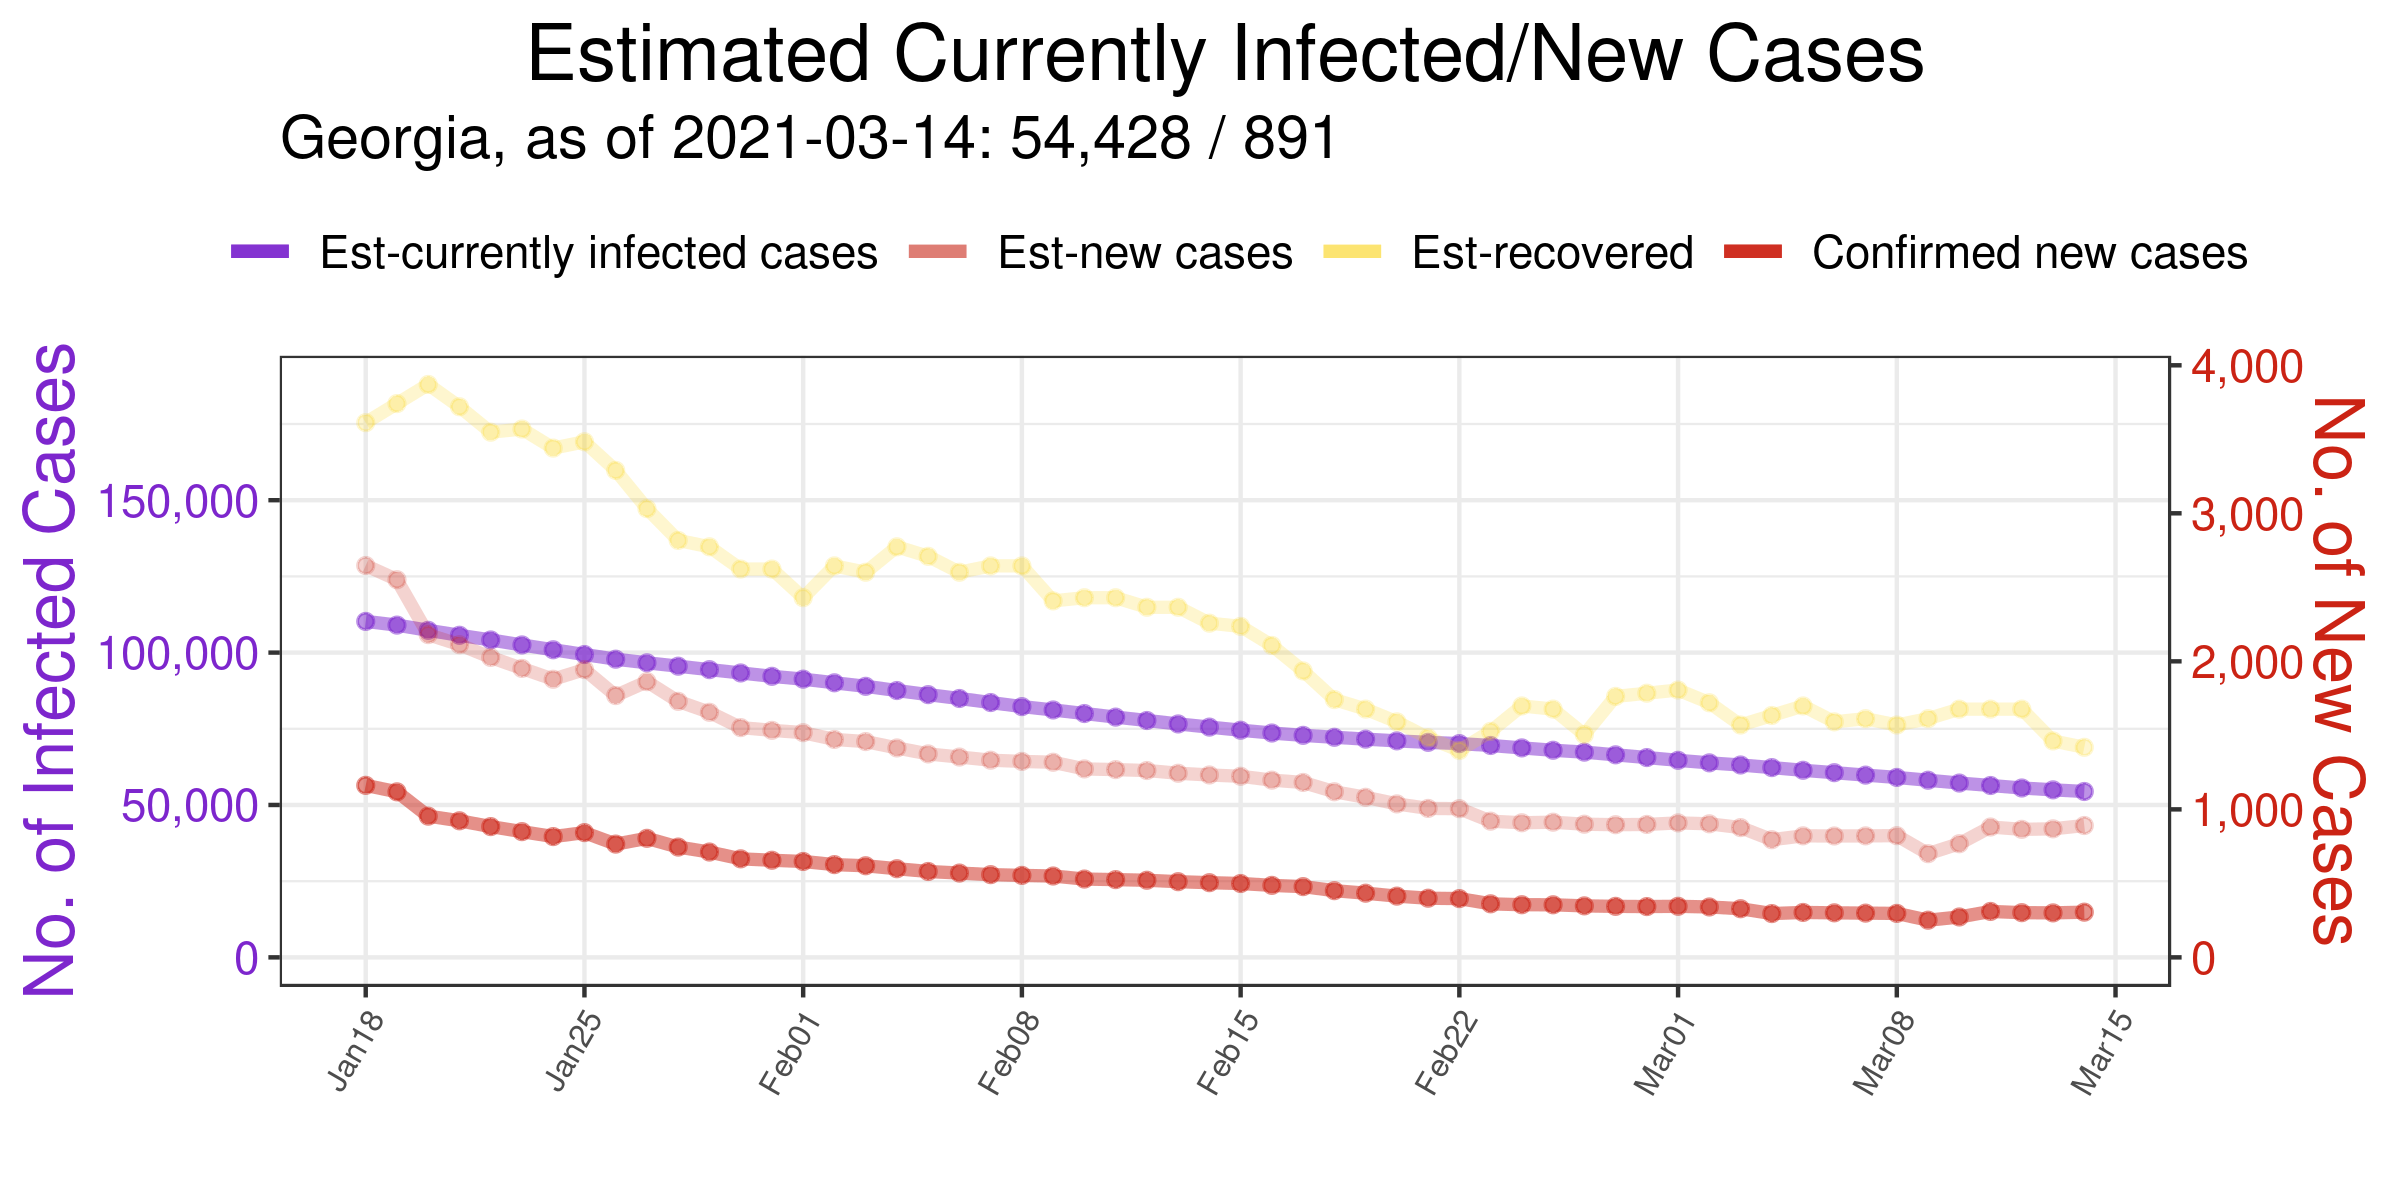 Estimated Currently Infected/New Cases
Georgia, as of 2021-03-14: 54,428 / 891
Est-currently infected cases Est-new cases Est-recovered Confirmed new cases
No. of Infected Cases
150,000
100,000
50,000
0
4,000
3,000
2,000
1,000
0
No. of New Cases
Jan18 Jan25 Feb01 Feb08 Feb15 Feb22 Mar01 Mar08 Mar15